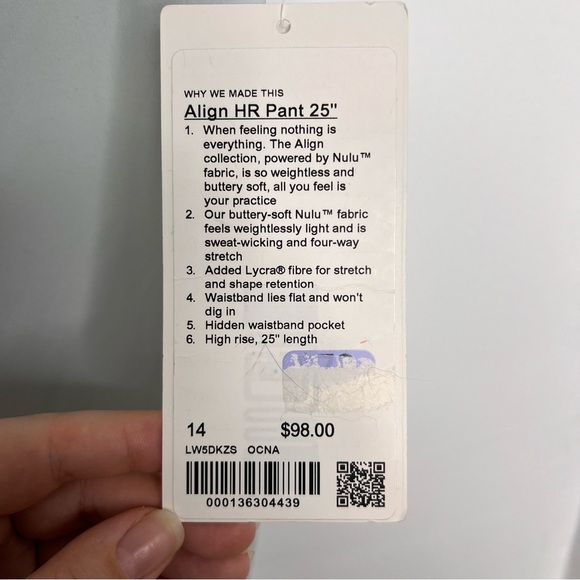 WHY WE MADE THIS
Align HR Pant 25"
1. When feeling nothing is
everything. The Align
collection, powered by Nulu™
fabric, is so weightless and
buttery soft, all you feel is
your practice
2. Our buttery-soft Nulu™ fabric
feels weightlessly light and is
sweat-wicking and four-way
stretch
3. Added Lycra® fibre for stretch
and shape retention
4. Waistband lies flat and won't
dig in
5. Hidden waistband pocket
6. High rise, 25" length
14 $98.00
LW5DKZS OCNA
000136304439